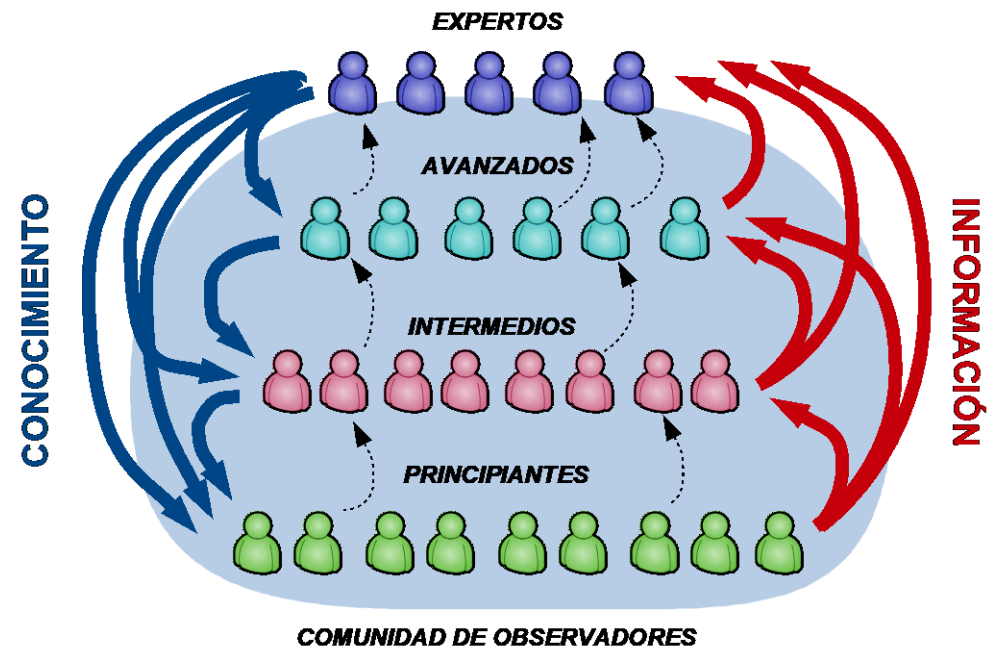 EXPERTOS
AVANZADOS
CONOCIMIENTO
INFORMACIÓN
INTERMEDIOS
PRINCIPIANTES
COMUNIDAD DE OBSERVADORES